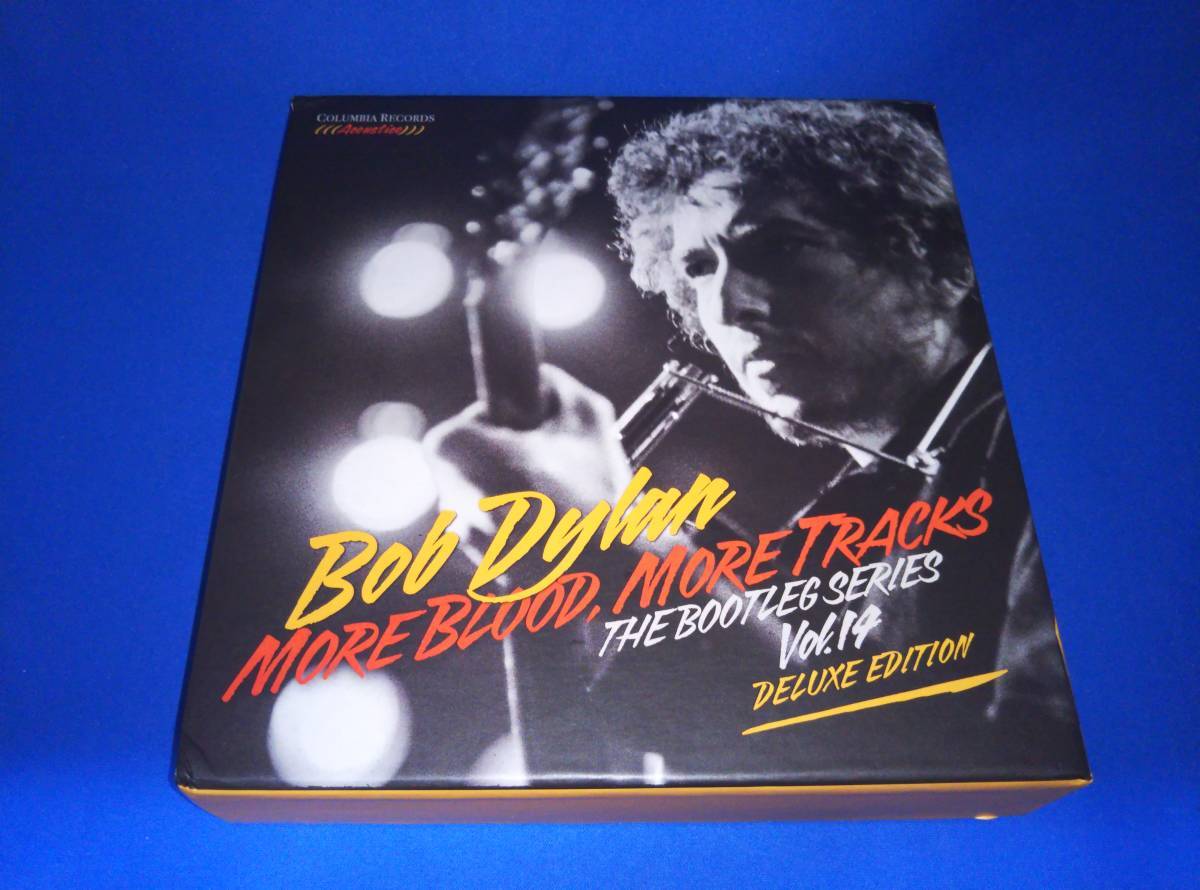 COLUMBIA RECORDS
(((Acoustic)))
Bob Dylan
MORE BLOOD, MORE TRACKS
THE BOOTLEG SERIES
Vol.14
DELUXE EDITION